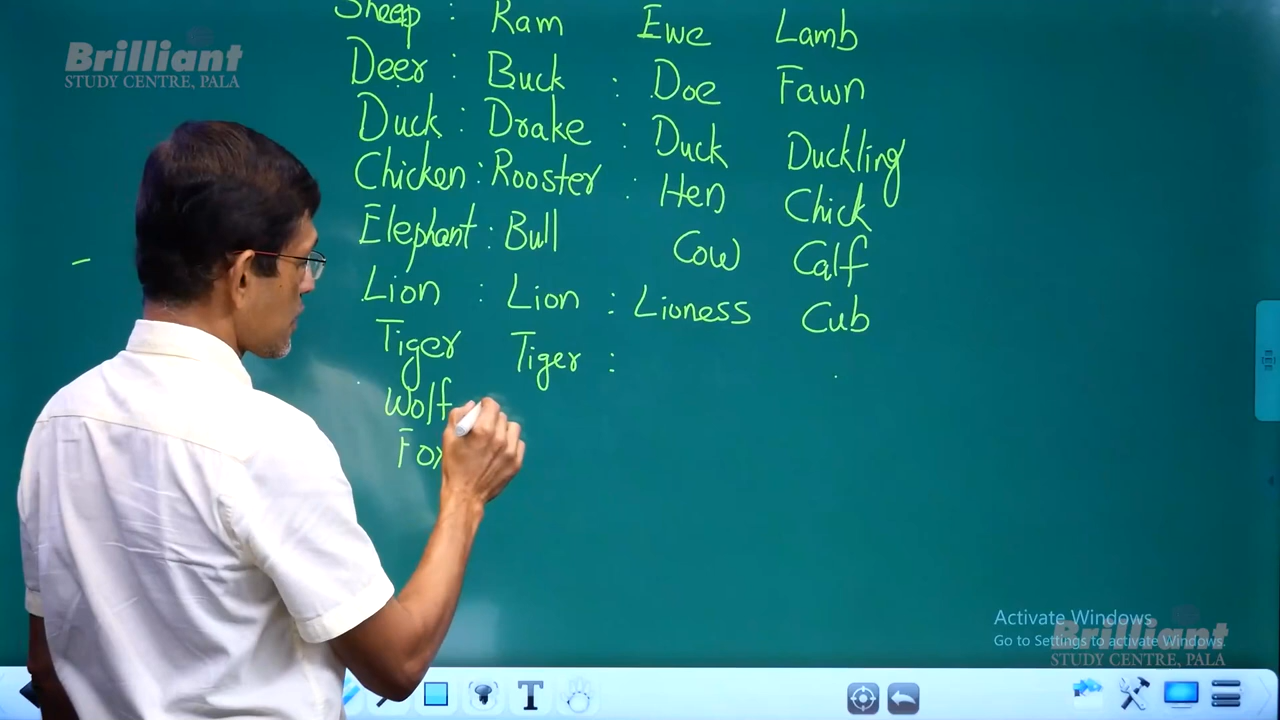 Sheep : Ram Ewe Lamb
Brilliant
STUDY CENTRE, PALA
Deer : Buck : Doe Fawn
Duck : Drake : Duck Duckling
Chicken : Rooster : Hen Chick
Elephant : Bull Cow Calf
Lion : Lion : Lioness Cub
Tiger Tiger :
Wolf
Fox
Activate Windows
Go to Settings to activate Windows.
Brilliant
STUDY CENTRE, PALA
T